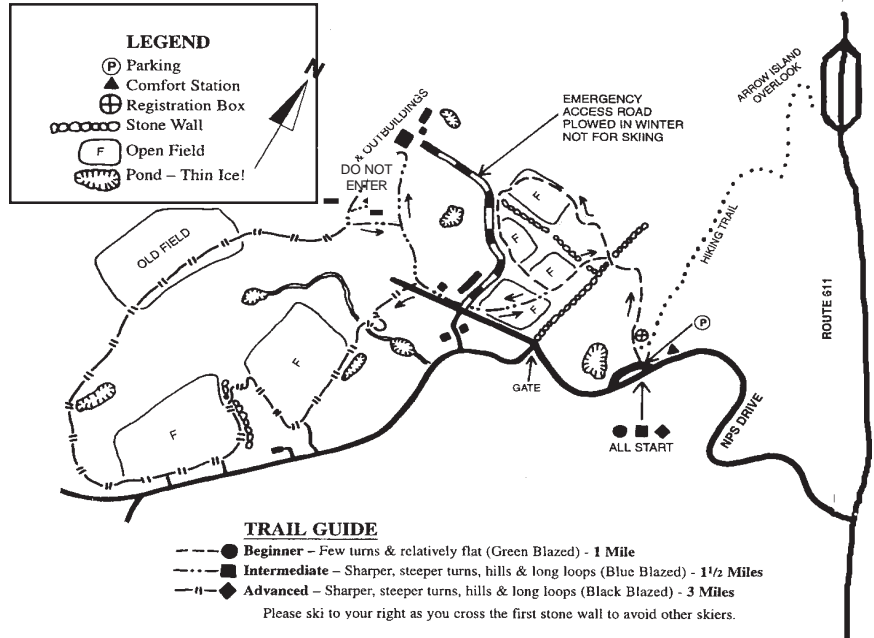 LEGEND
P Parking
Comfort Station
Registration Box
Stone Wall
F Open Field
Pond – Thin Ice!
N
& OUTBUILDINGS
DO NOT
ENTER
EMERGENCY
ACCESS ROAD
PLOWED IN WINTER
NOT FOR SKIING
ARROW ISLAND
OVERLOOK
HIKING TRAIL
ROUTE 611
OLD FIELD
F
F
F
F
F
F
P
GATE
ALL START
NPS DRIVE
TRAIL GUIDE
Beginner – Few turns & relatively flat (Green Blazed) - 1 Mile
Intermediate – Sharper, steeper turns, hills & long loops (Blue Blazed) - 1 1/2 Miles
Advanced – Sharper, steeper turns, hills & long loops (Black Blazed) - 3 Miles
Please ski to your right as you cross the first stone wall to avoid other skiers.